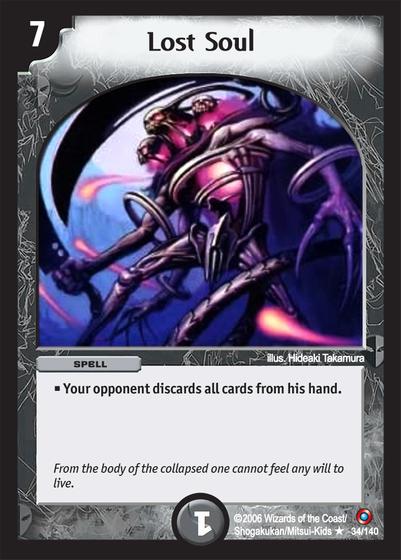 7
Lost Soul
illus. Hideaki Takamura
SPELL
▪ Your opponent discards all cards from his hand.
From the body of the collapsed one cannot feel any will to
live.
1
©2006 Wizards of the Coast/
Shogakukan/Mitsui-Kids ★ -34/140